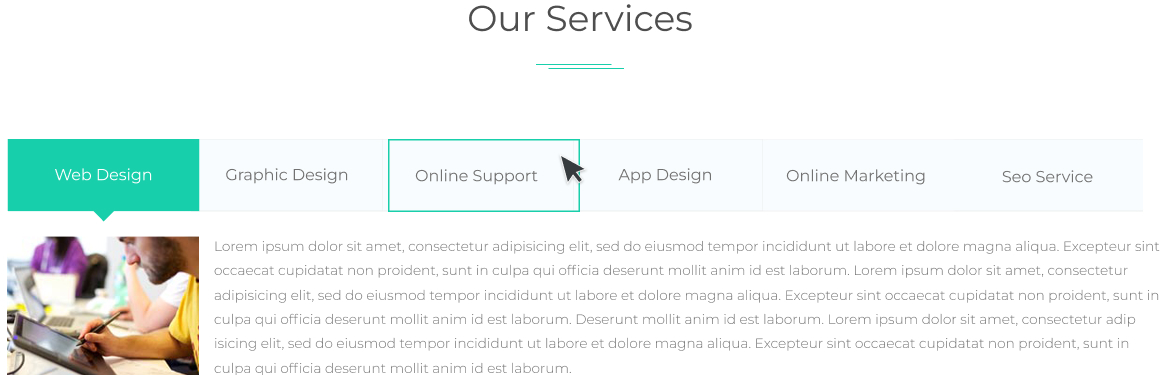 Our Services
Web Design
Graphic Design
Online Support
App Design
Online Marketing
Seo Service
Lorem ipsum dolor sit amet, consectetur adipisicing elit, sed do eiusmod tempor incididunt ut labore et dolore magna aliqua. Excepteur sint
occaecat cupidatat non proident, sunt in culpa qui officia deserunt mollit anim id est laborum. Lorem ipsum dolor sit amet, consectetur
adipisicing elit, sed do eiusmod tempor incididunt ut labore et dolore magna aliqua. Excepteur sint occaecat cupidatat non proident, sunt in
culpa qui officia deserunt mollit anim id est laborum. Deserunt mollit anim id est laborum. Lorem ipsum dolor sit amet, consectetur adip
isicing elit, sed do eiusmod tempor incididunt ut labore et dolore magna aliqua. Excepteur sint occaecat cupidatat non proident, sunt in
culpa qui officia deserunt mollit anim id est laborum.